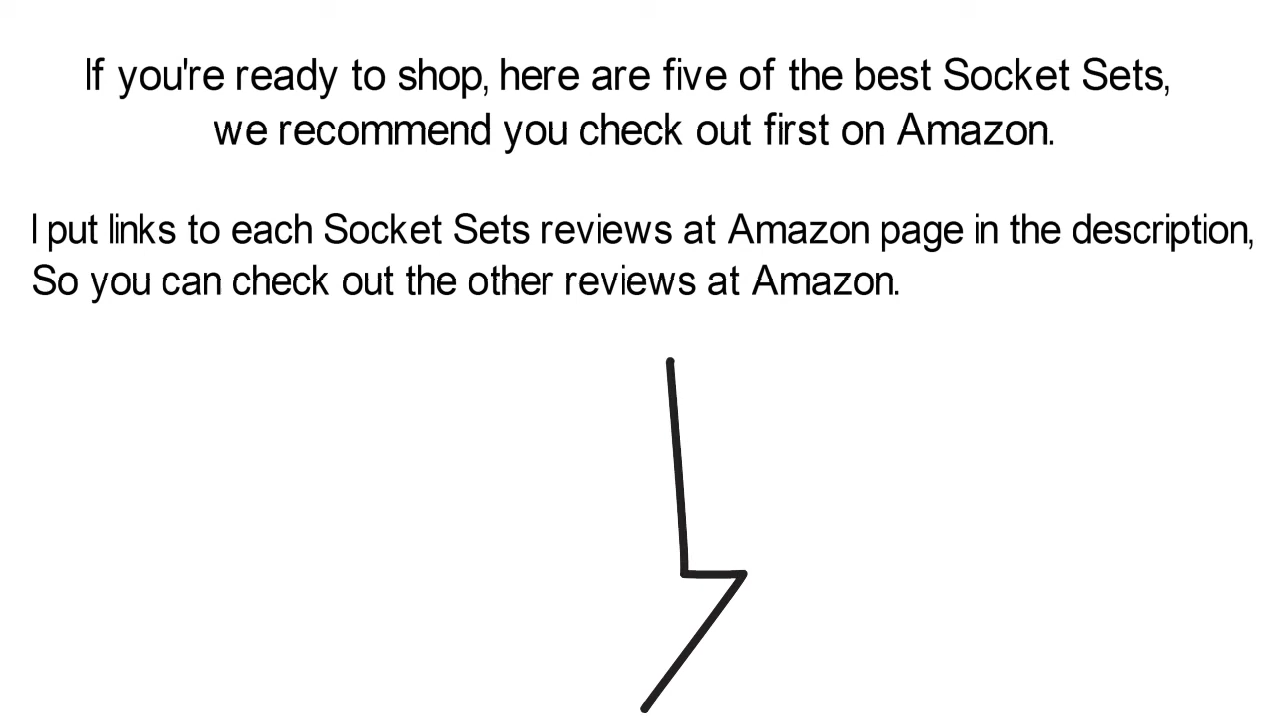 If you're ready to shop, here are five of the best Socket Sets,
we recommend you check out first on Amazon.
I put links to each Socket Sets reviews at Amazon page in the description,
So you can check out the other reviews at Amazon.